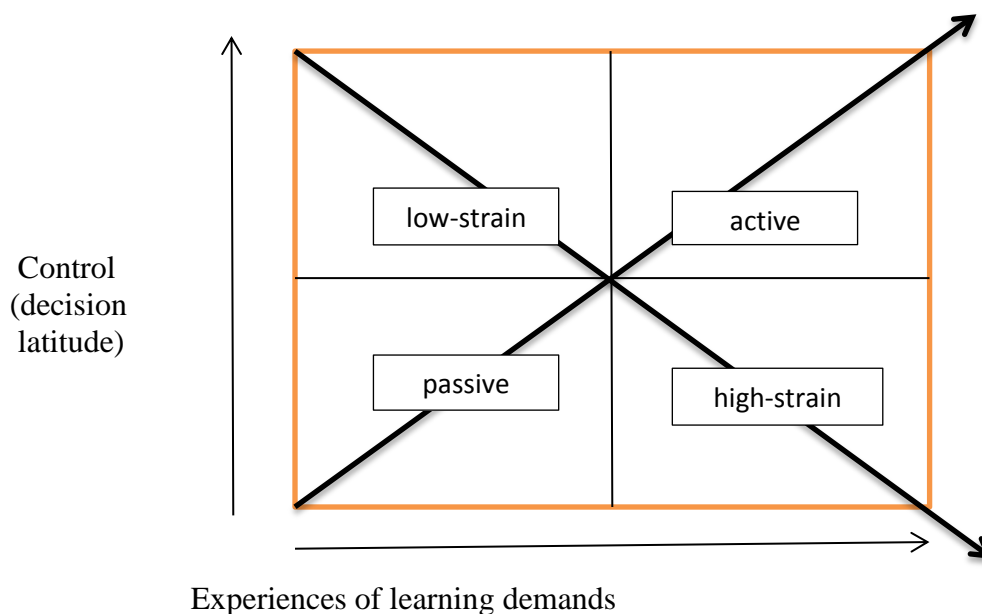 low-strain
active
Control
(decision
latitude)
passive
high-strain
Experiences of learning demands